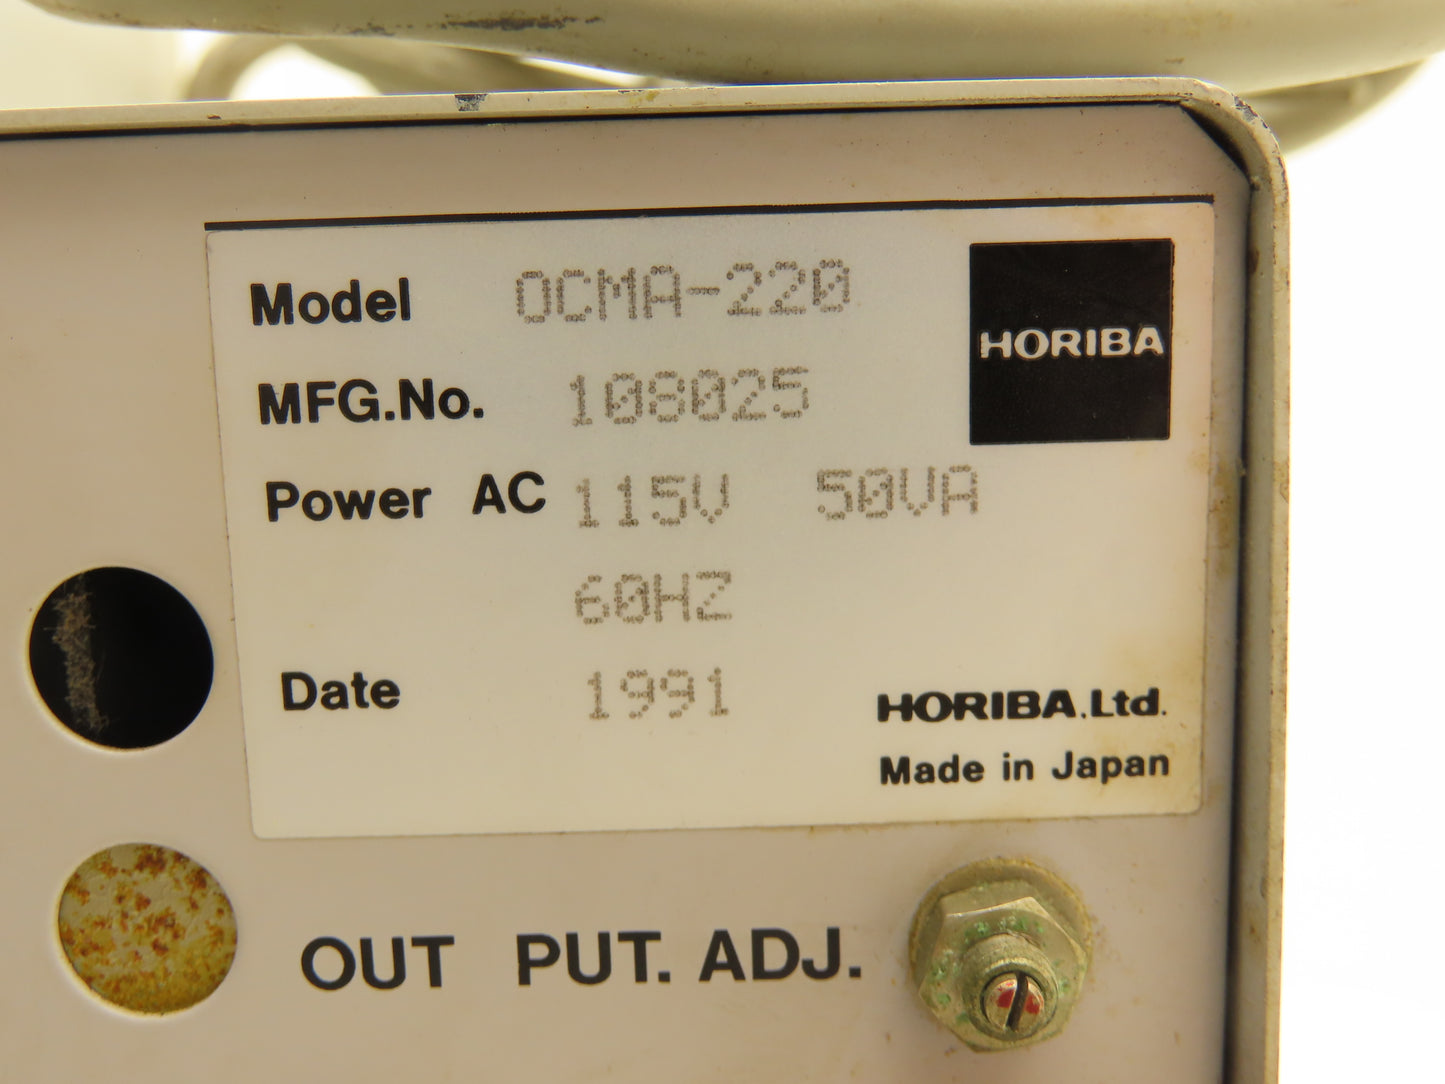 Model OCMA-220
HORIBA
MFG.No. 108025
Power AC 115V 50VA
60HZ
Date 1991
HORIBA.Ltd.
Made in Japan
OUT PUT. ADJ.